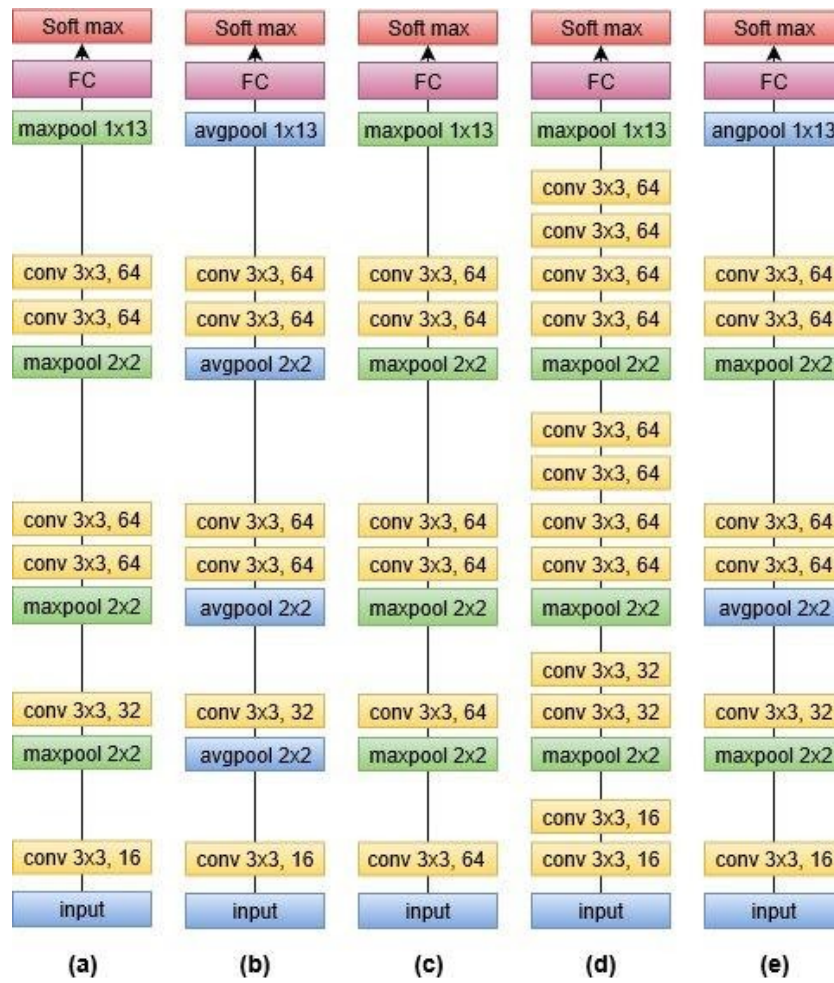 Soft max
FC
maxpool 1x13
conv 3x3, 64
conv 3x3, 64
maxpool 2x2
conv 3x3, 64
conv 3x3, 64
maxpool 2x2
conv 3x3, 32
maxpool 2x2
conv 3x3, 16
input
(a)
Soft max
FC
avgpool 1x13
conv 3x3, 64
conv 3x3, 64
avgpool 2x2
conv 3x3, 64
conv 3x3, 64
avgpool 2x2
conv 3x3, 32
avgpool 2x2
conv 3x3, 16
input
(b)
Soft max
FC
maxpool 1x13
conv 3x3, 64
conv 3x3, 64
maxpool 2x2
conv 3x3, 64
conv 3x3, 64
maxpool 2x2
conv 3x3, 64
maxpool 2x2
conv 3x3, 64
input
(c)
Soft max
FC
maxpool 1x13
conv 3x3, 64
conv 3x3, 64
conv 3x3, 64
conv 3x3, 64
maxpool 2x2
conv 3x3, 64
conv 3x3, 64
conv 3x3, 64
conv 3x3, 64
maxpool 2x2
conv 3x3, 32
conv 3x3, 32
maxpool 2x2
conv 3x3, 16
conv 3x3, 16
input
(d)
Soft max
FC
angpool 1x13
conv 3x3, 64
conv 3x3, 64
maxpool 2x2
conv 3x3, 64
conv 3x3, 64
avgpool 2x2
conv 3x3, 32
maxpool 2x2
conv 3x3, 16
input
(e)